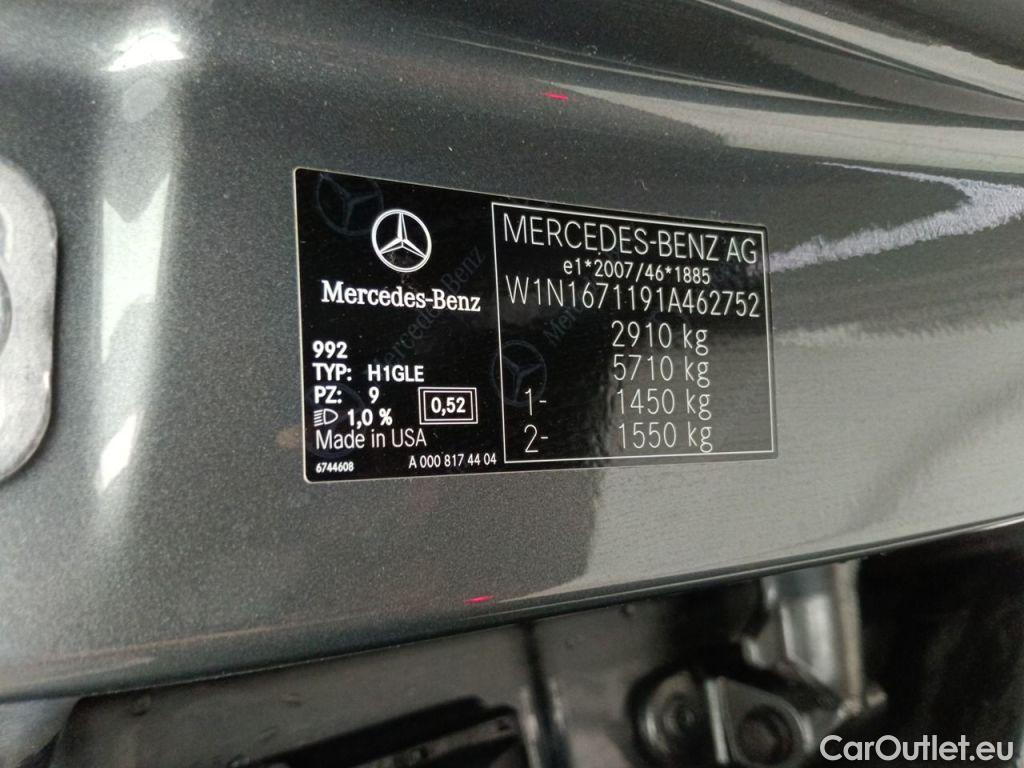 Mercedes-Benz
992
TYP: H1GLE
PZ: 9
1,0 %
0,52
Made in USA
6744608
A 000 817 44 04
MERCEDES-BENZ AG
e1*2007/46*1885
W1N1671191A462752
2910 kg
5710 kg
1- 1450 kg
2- 1550 kg
Mercedes-Benz
CarOutlet.eu